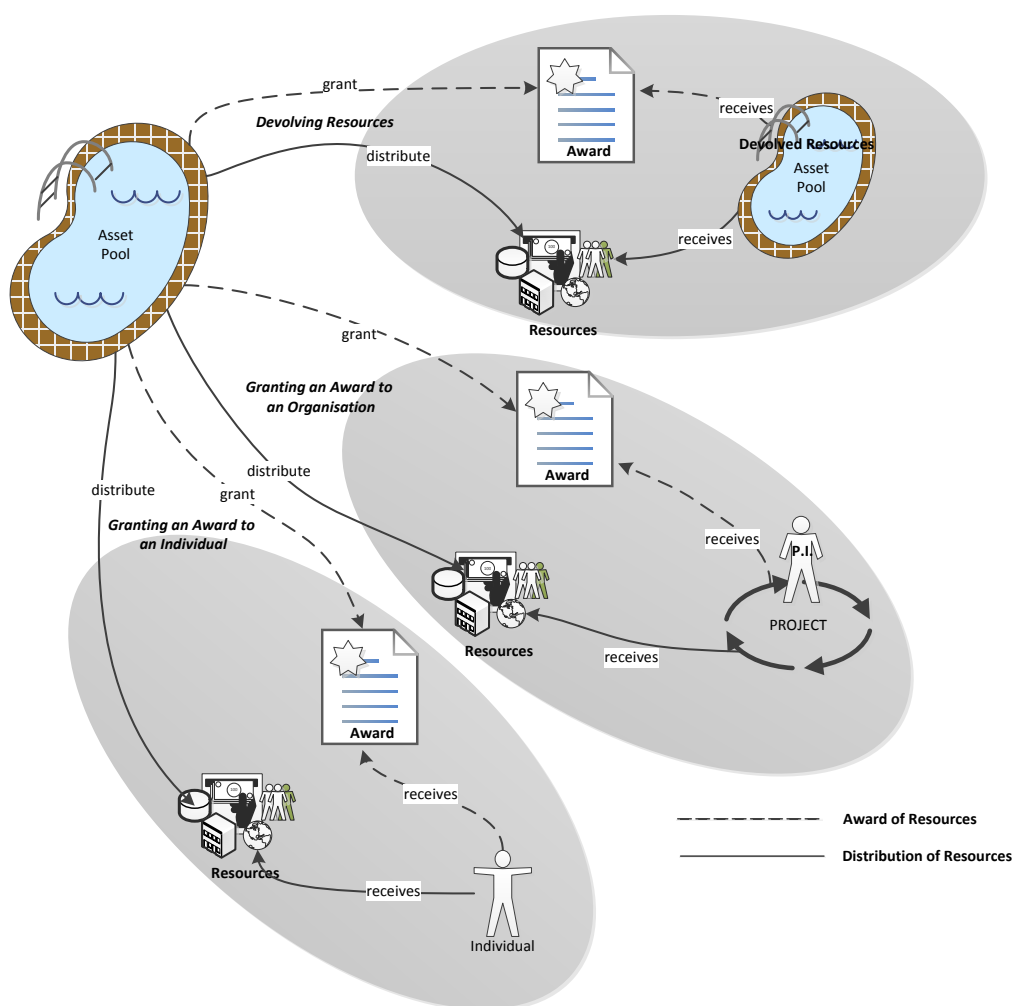 grant
Devolving Resources
distribute
Award
receives
Devolved Resources
Asset
Pool
receives
Resources
Asset
Pool
grant
Granting an Award to
an Organisation
Award
distribute
grant
distribute
Granting an Award to
an Individual
receives
P.I.
PROJECT
Resources
receives
Award
receives
Resources
receives
Individual
Award of Resources
Distribution of Resources